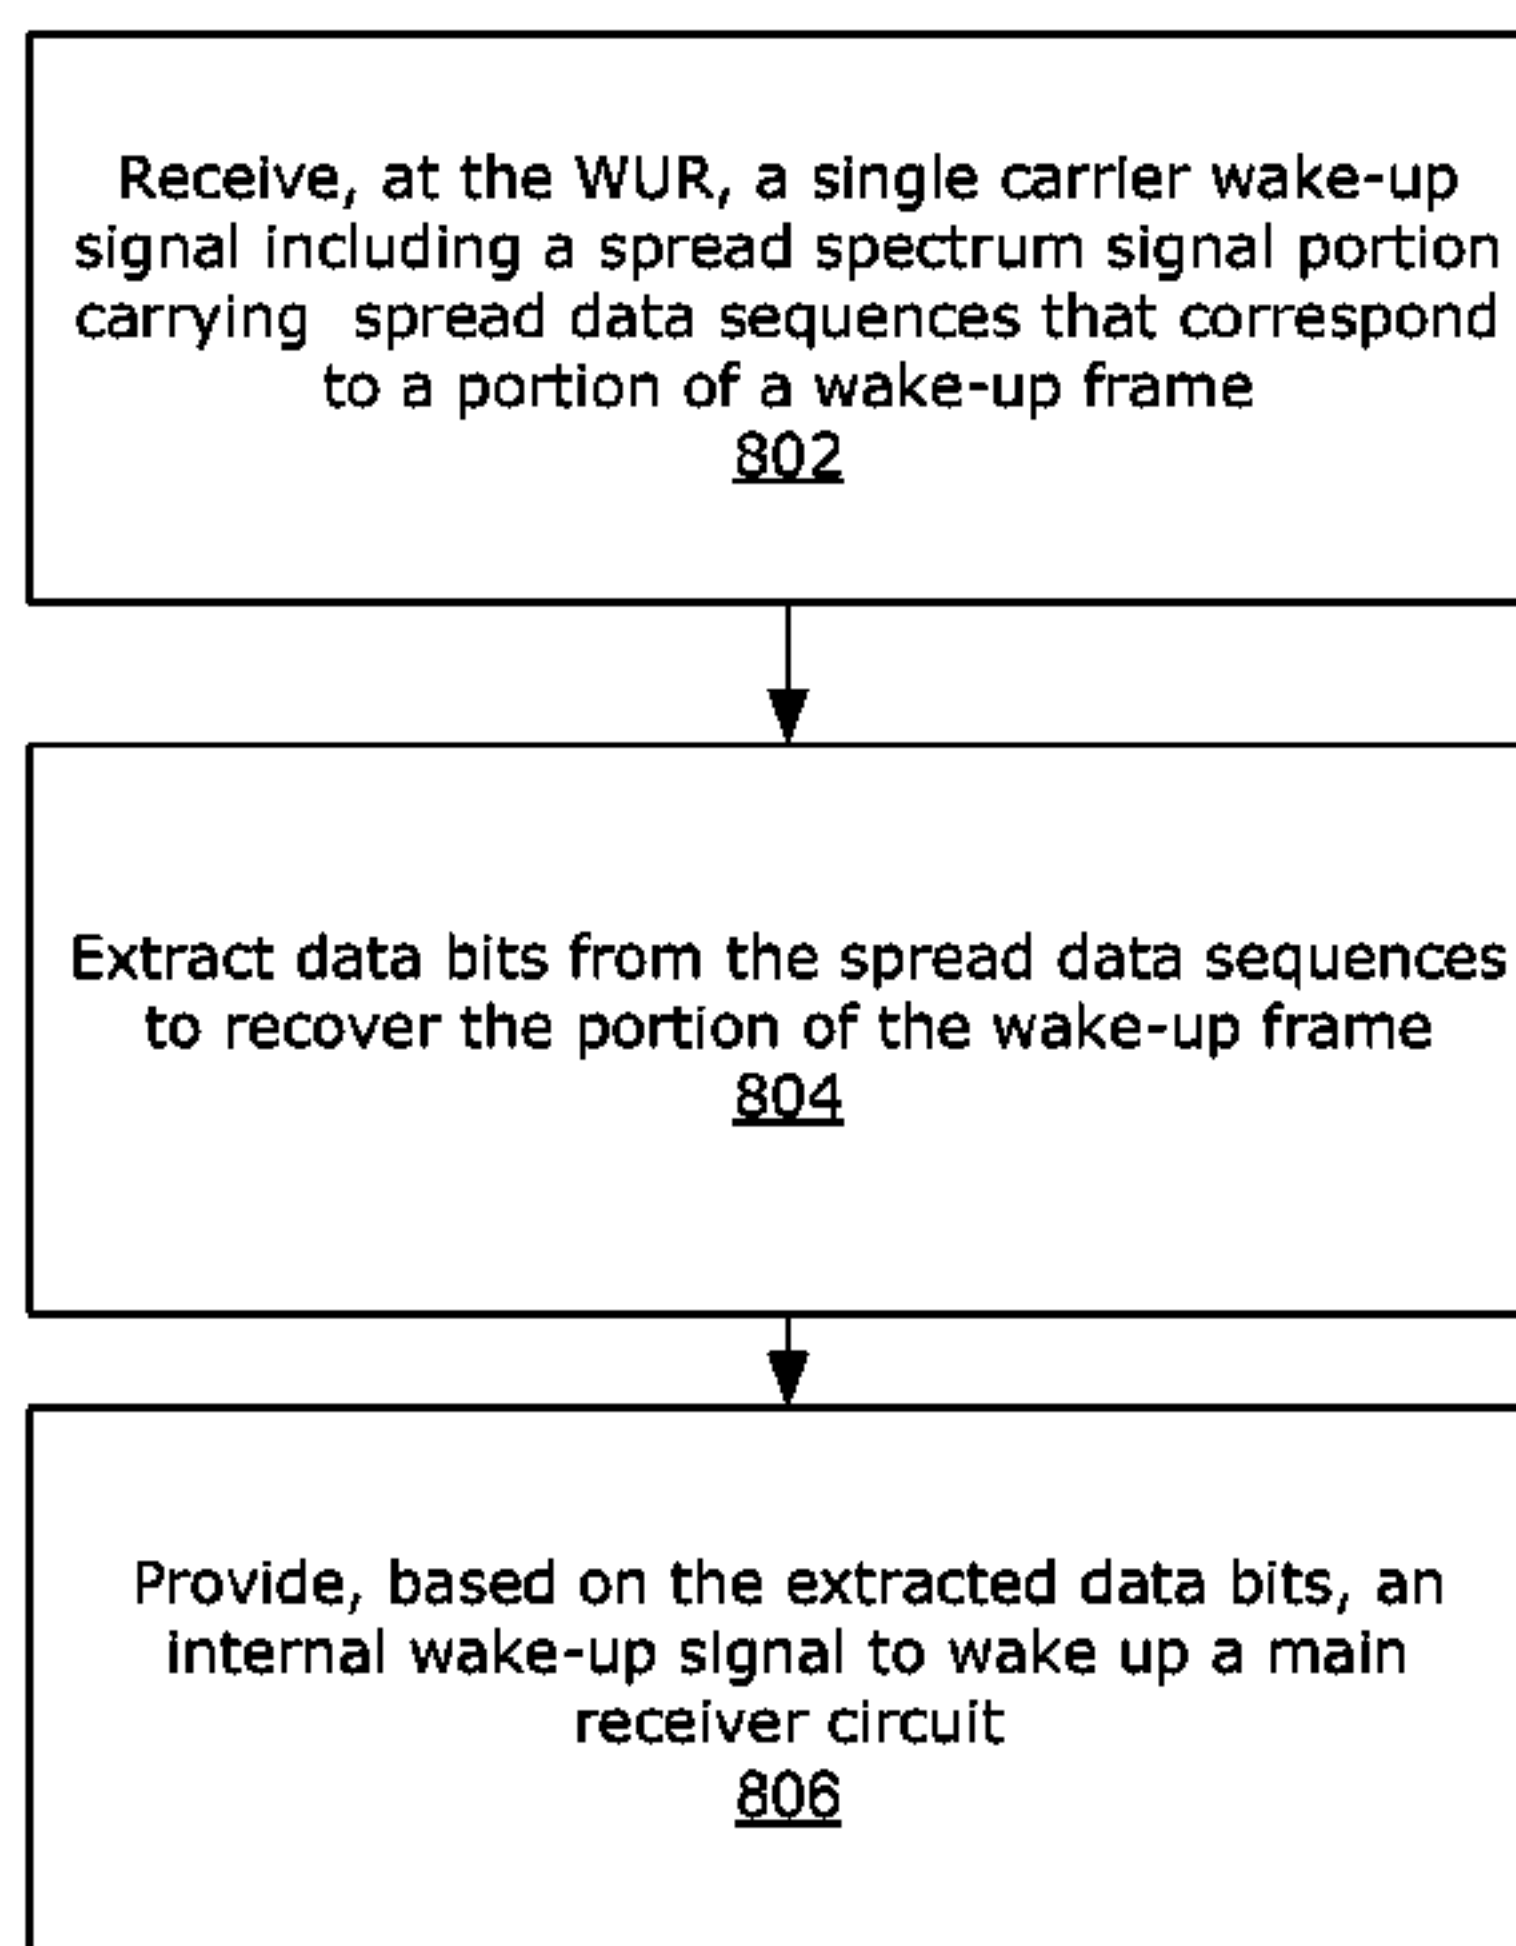 Receive, at the WUR, a single carrier wake-up
signal including a spread spectrum signal portion
carrying spread data sequences that correspond
to a portion of a wake-up frame
802
Extract data bits from the spread data sequences
to recover the portion of the wake-up frame
804
Provide, based on the extracted data bits, an
internal wake-up signal to wake up a main
receiver circuit
806